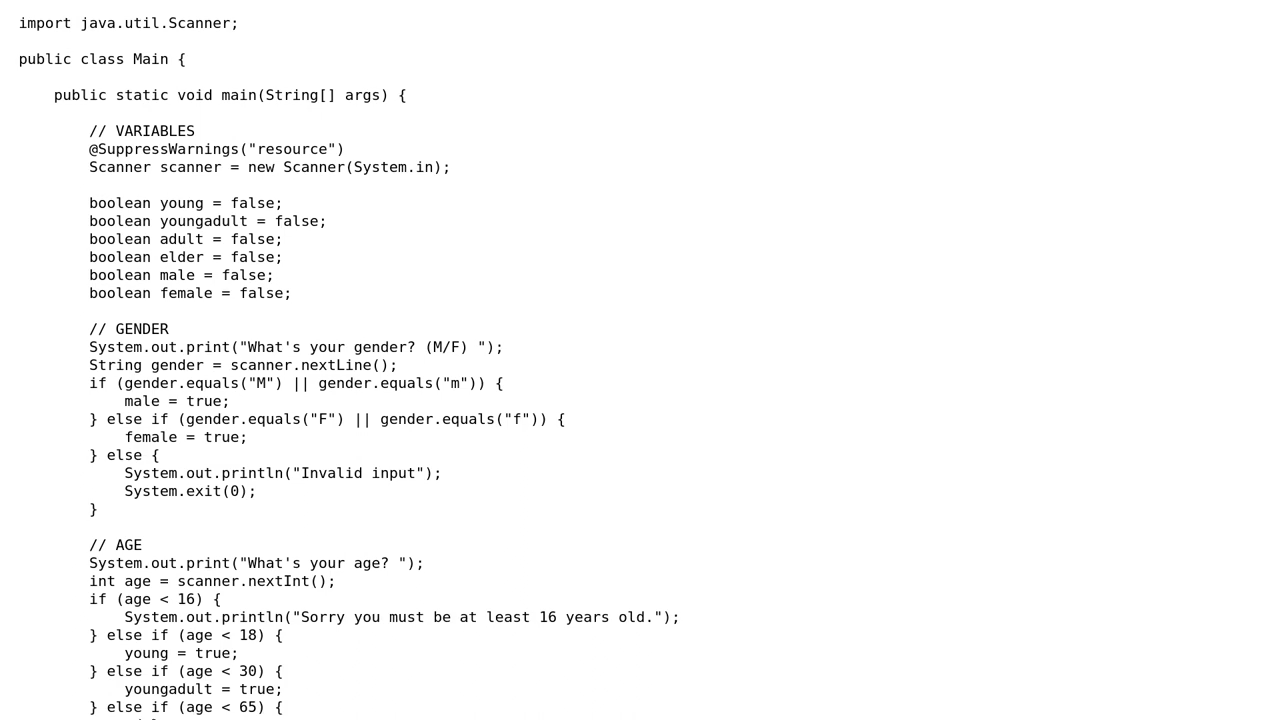 import java.util.Scanner;
public class Main {
public static void main(String[] args) {
// VARIABLES
@SuppressWarnings("resource")
Scanner scanner = new Scanner(System.in);
boolean young = false;
boolean youngadult = false;
boolean adult = false;
boolean elder = false;
boolean male = false;
boolean female = false;
// GENDER
System.out.print("What's your gender? (M/F) ");
String gender = scanner.nextLine();
if (gender.equals("M") || gender.equals("m")) {
male = true;
} else if (gender.equals("F") || gender.equals("f")) {
female = true;
} else {
System.out.println("Invalid input");
System.exit(0);
}
// AGE
System.out.print("What's your age? ");
int age = scanner.nextInt();
if (age < 16) {
System.out.println("Sorry you must be at least 16 years old.");
} else if (age < 18) {
young = true;
} else if (age < 30) {
youngadult = true;
} else if (age < 65) {